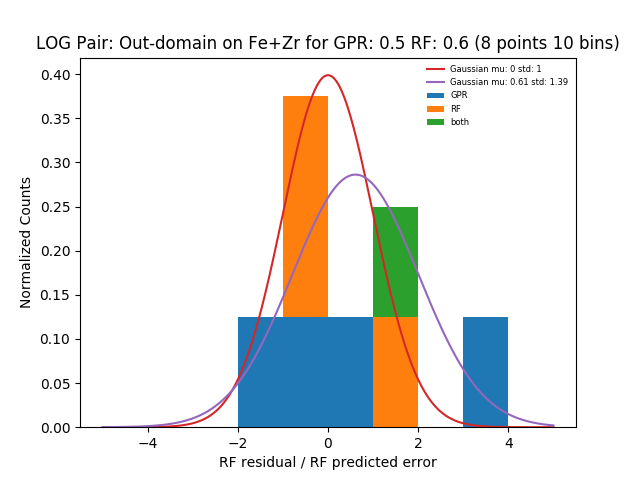 LOG Pair: Out-domain on Fe+Zr for GPR: 0.5 RF: 0.6 (8 points 10 bins)
Gaussian mu: 0 std: 1
Gaussian mu: 0.61 std: 1.39
GPR
RF
both
0.40
0.35
0.30
0.25
0.20
0.15
0.10
0.05
0.00
Normalized Counts
−4
−2
0
2
4
RF residual / RF predicted error